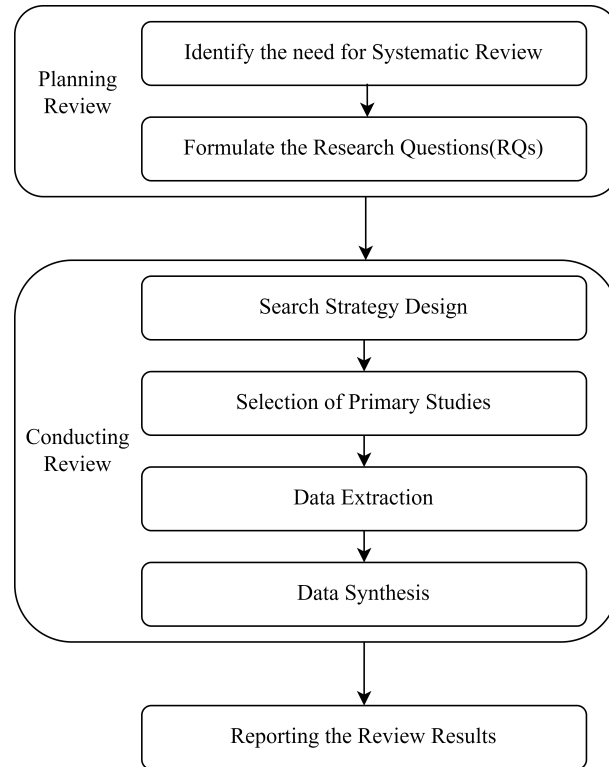 Planning
Review
Identify the need for Systematic Review
Formulate the Research Questions(RQs)
Conducting
Review
Search Strategy Design
Selection of Primary Studies
Data Extraction
Data Synthesis
Reporting the Review Results